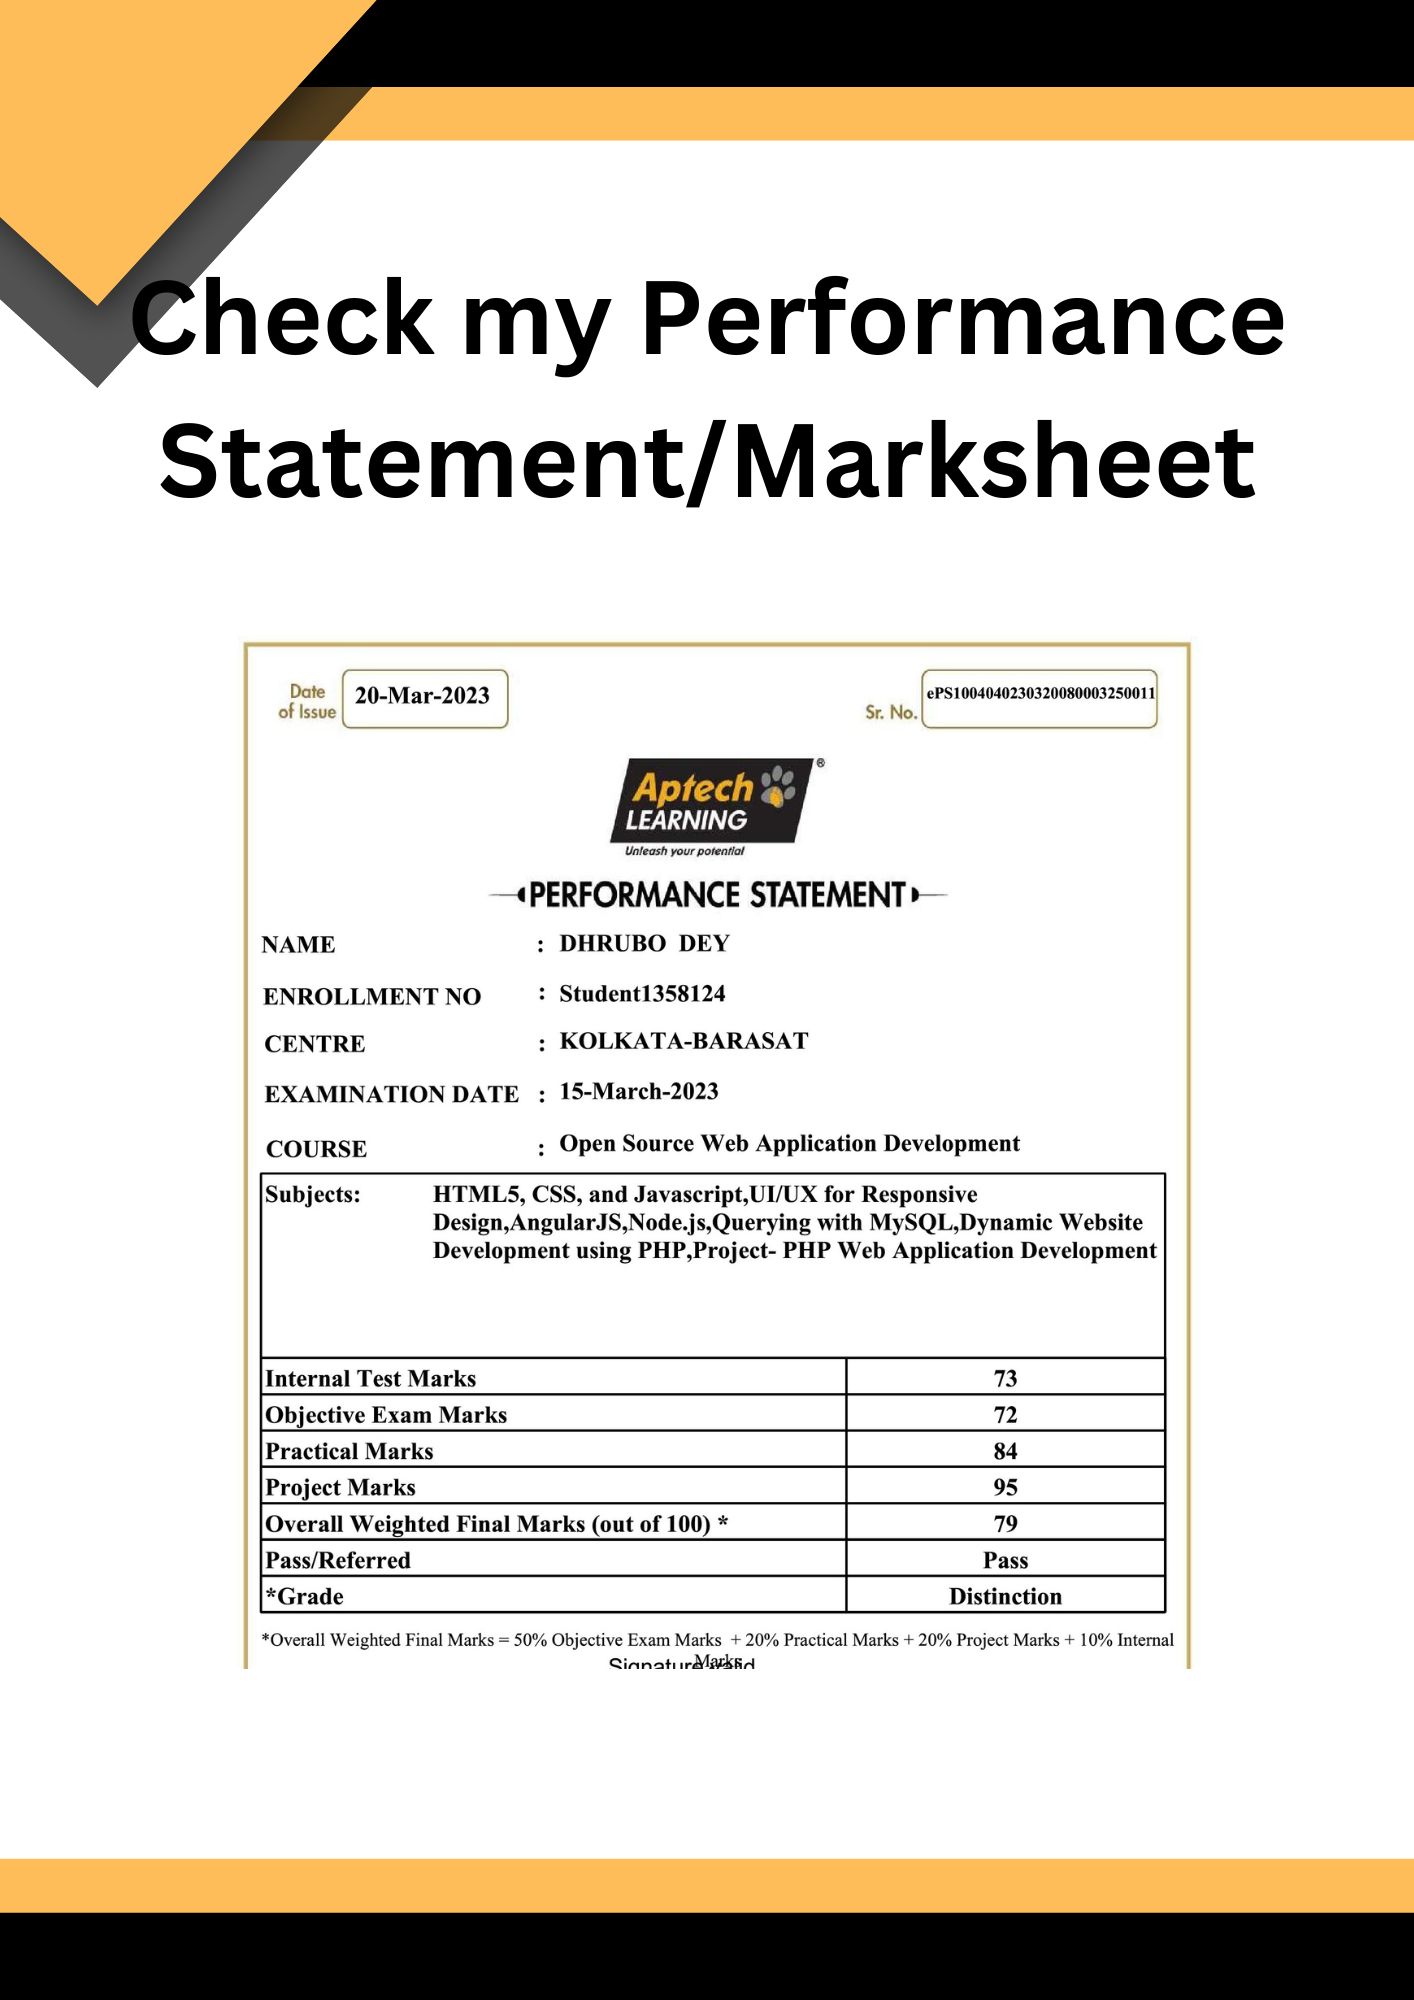 Check my Performance
Statement/Marksheet
Date
of Issue
20-Mar-2023
Sr. No.
ePS1004040230320080003250011
Aptech
LEARNING
®
Unleash your potential
PERFORMANCE STATEMENT
NAME : DHRUBO DEY
ENROLLMENT NO : Student1358124
CENTRE : KOLKATA-BARASAT
EXAMINATION DATE : 15-March-2023
COURSE : Open Source Web Application Development
Subjects: HTML5, CSS, and Javascript,UI/UX for Responsive
Design,AngularJS,Node.js,Querying with MySQL,Dynamic Website
Development using PHP,Project- PHP Web Application Development
Internal Test Marks 73
Objective Exam Marks 72
Practical Marks 84
Project Marks 95
Overall Weighted Final Marks (out of 100) * 79
Pass/Referred Pass
*Grade Distinction
*Overall Weighted Final Marks = 50% Objective Exam Marks + 20% Practical Marks + 20% Project Marks + 10% Internal
Marks
Signature valid